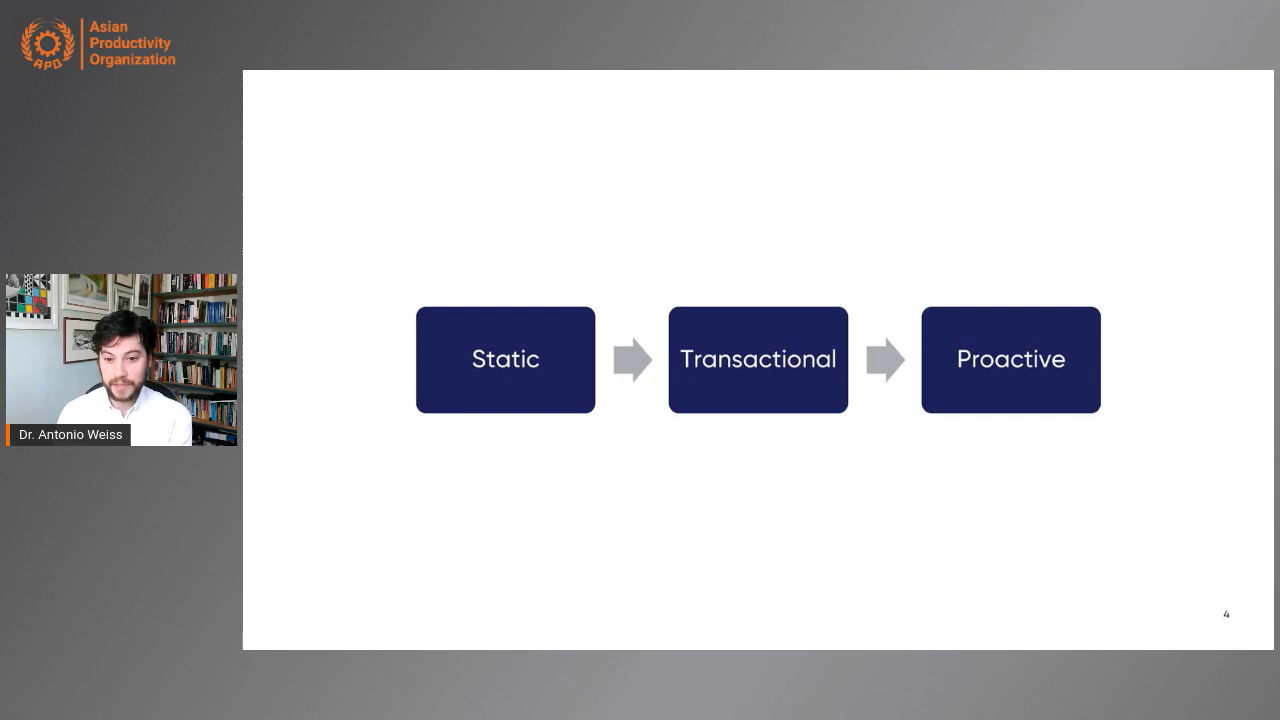 Asian
Productivity
Organization
APO
Static
Transactional
Proactive
Dr. Antonio Weiss
4